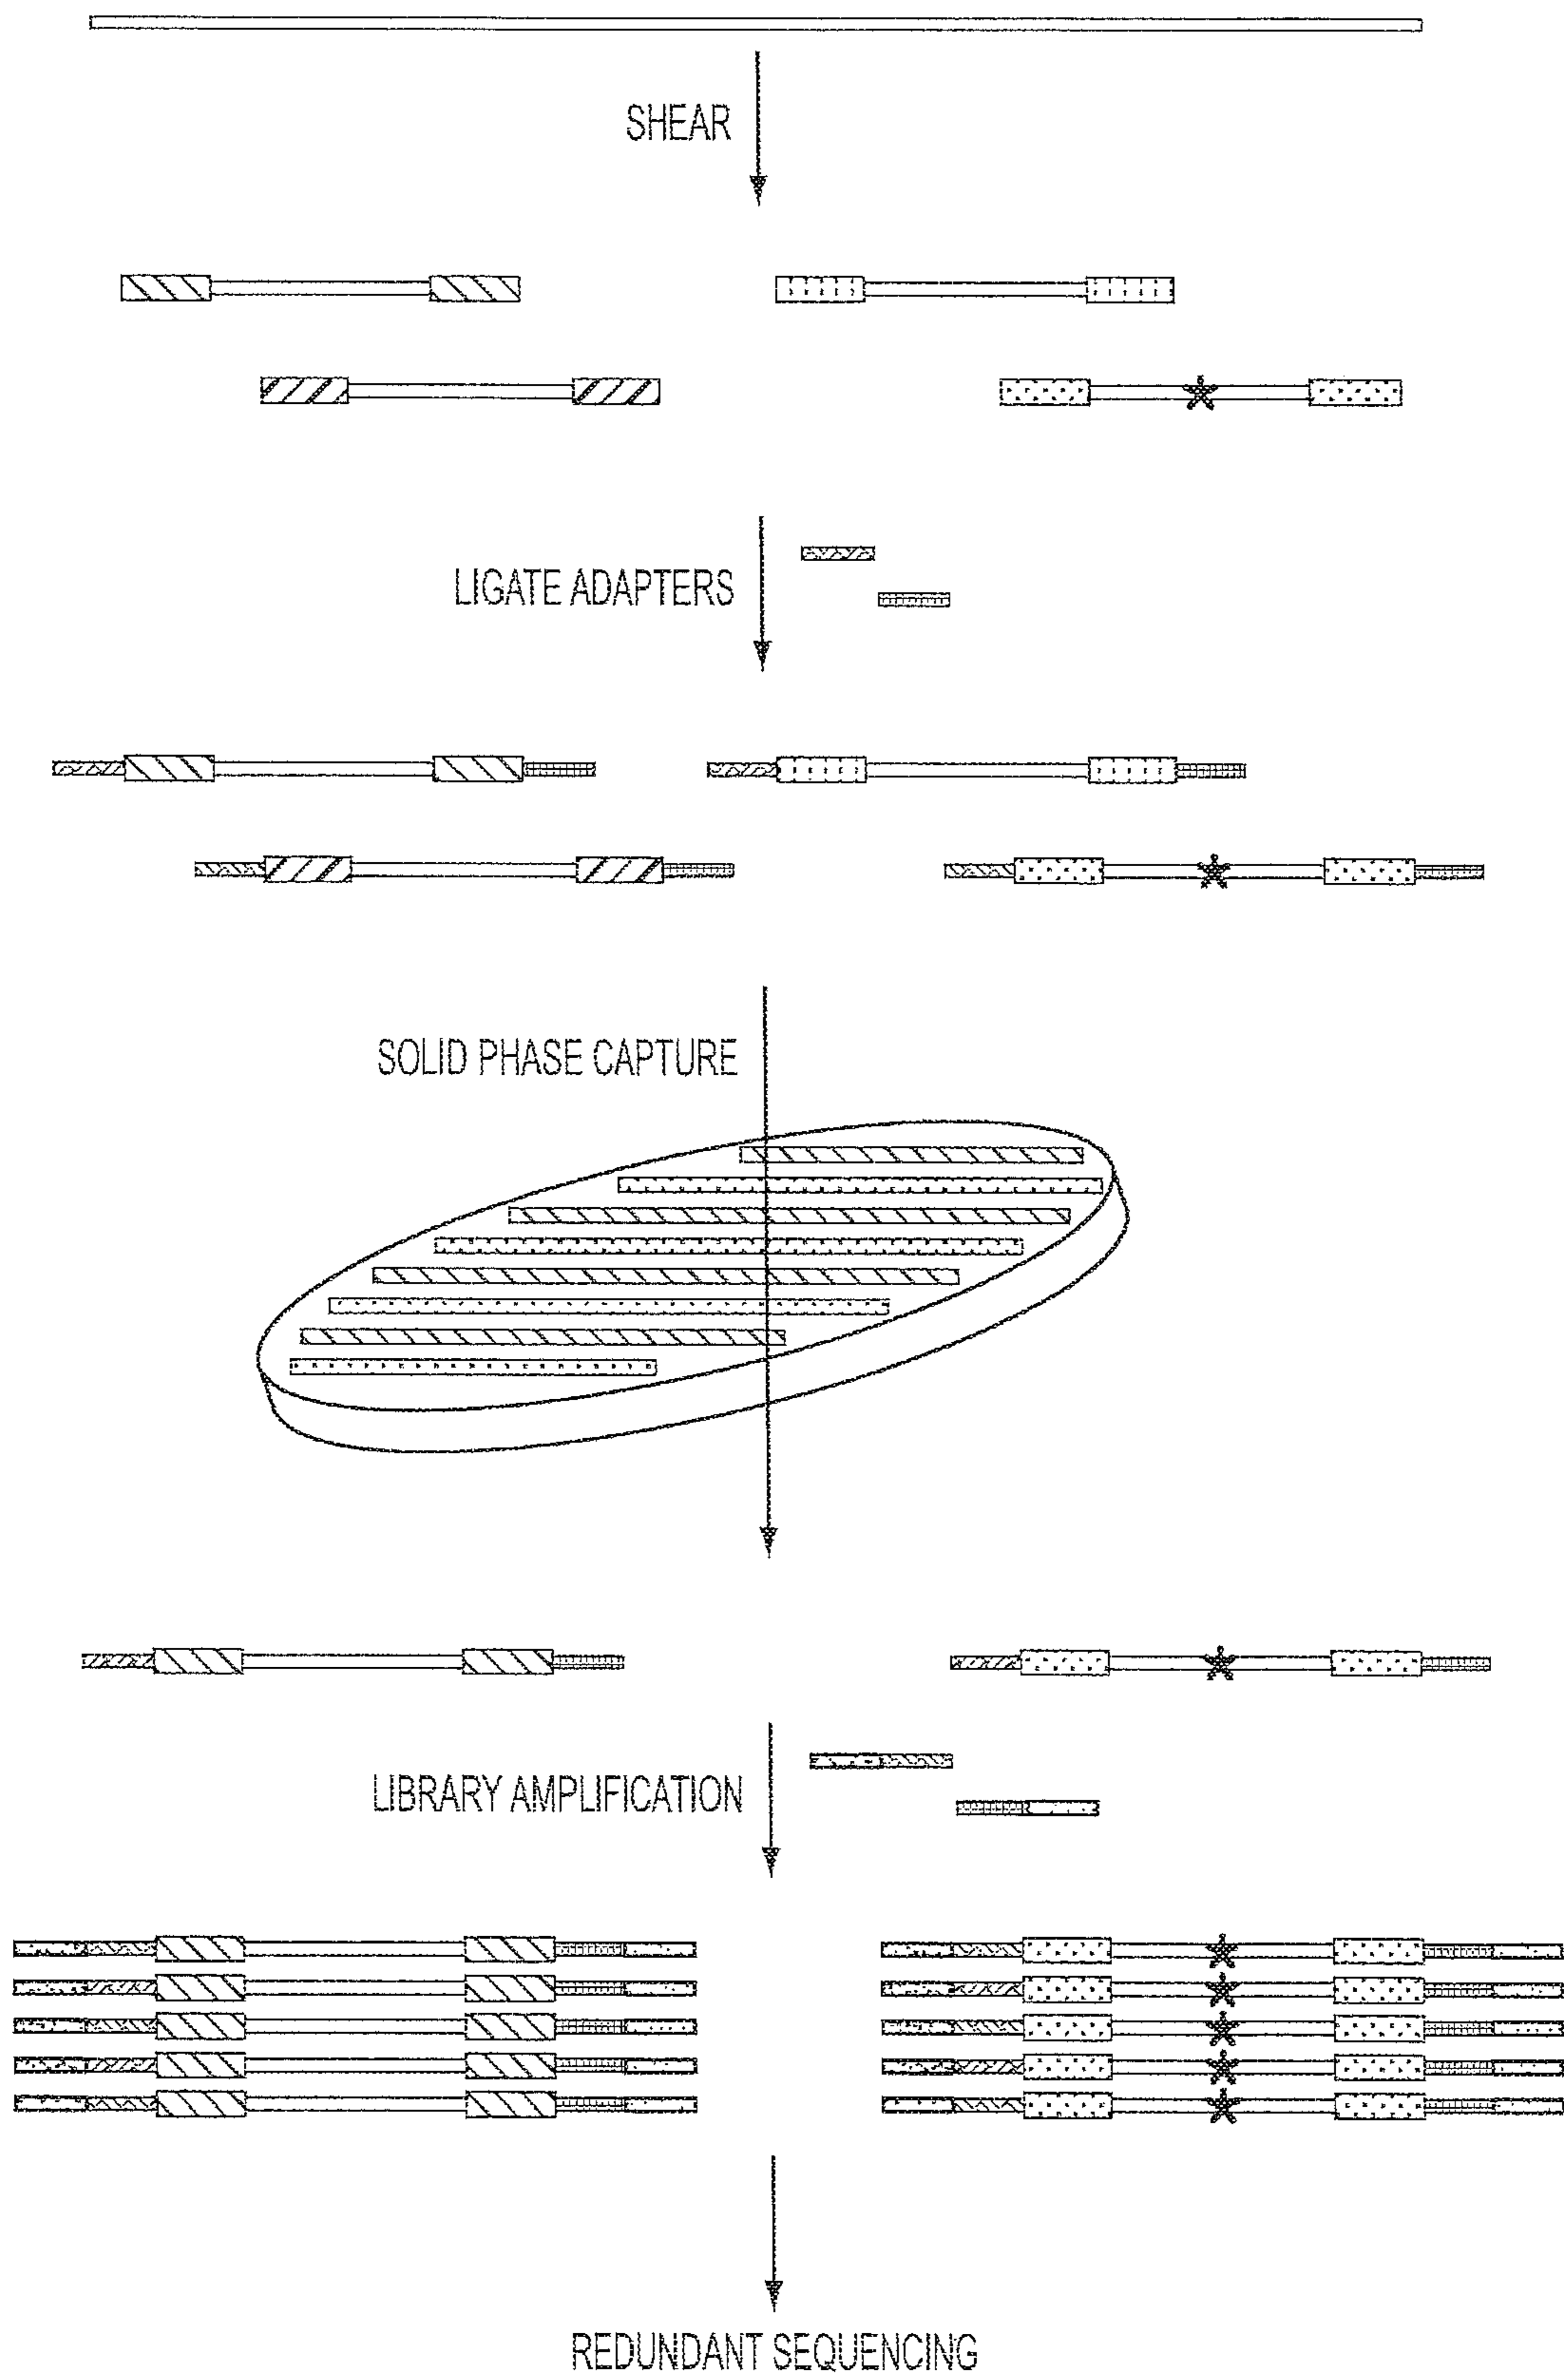 SHEAR
LIGATE ADAPTERS
SOLID PHASE CAPTURE
LIBRARY AMPLIFICATION
REDUNDANT SEQUENCING